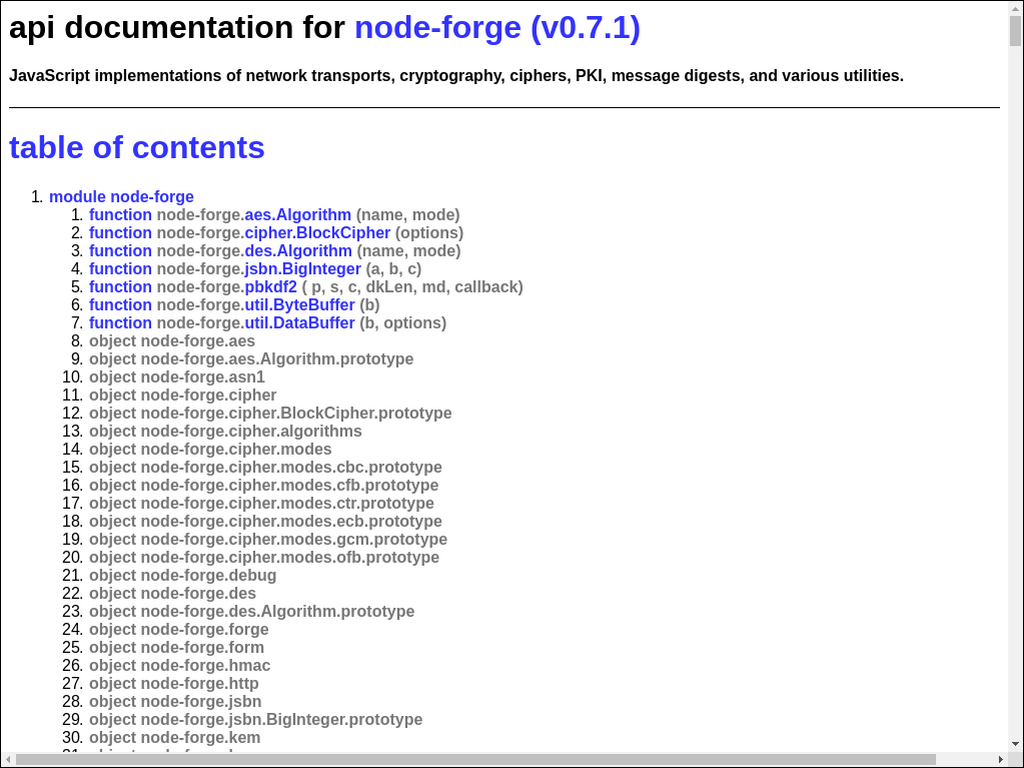 api documentation for node-forge (v0.7.1)
JavaScript implementations of network transports, cryptography, ciphers, PKI, message digests, and various utilities.
table of contents
1. module node-forge
1. function node-forge.aes.Algorithm (name, mode)
2. function node-forge.cipher.BlockCipher (options)
3. function node-forge.des.Algorithm (name, mode)
4. function node-forge.jsbn.BigInteger (a, b, c)
5. function node-forge.pbkdf2 ( p, s, c, dkLen, md, callback)
6. function node-forge.util.ByteBuffer (b)
7. function node-forge.util.DataBuffer (b, options)
8. object node-forge.aes
9. object node-forge.aes.Algorithm.prototype
10. object node-forge.asn1
11. object node-forge.cipher
12. object node-forge.cipher.BlockCipher.prototype
13. object node-forge.cipher.algorithms
14. object node-forge.cipher.modes
15. object node-forge.cipher.modes.cbc.prototype
16. object node-forge.cipher.modes.cfb.prototype
17. object node-forge.cipher.modes.ctr.prototype
18. object node-forge.cipher.modes.ecb.prototype
19. object node-forge.cipher.modes.gcm.prototype
20. object node-forge.cipher.modes.ofb.prototype
21. object node-forge.debug
22. object node-forge.des
23. object node-forge.des.Algorithm.prototype
24. object node-forge.forge
25. object node-forge.form
26. object node-forge.hmac
27. object node-forge.http
28. object node-forge.jsbn
29. object node-forge.jsbn.BigInteger.prototype
30. object node-forge.kem